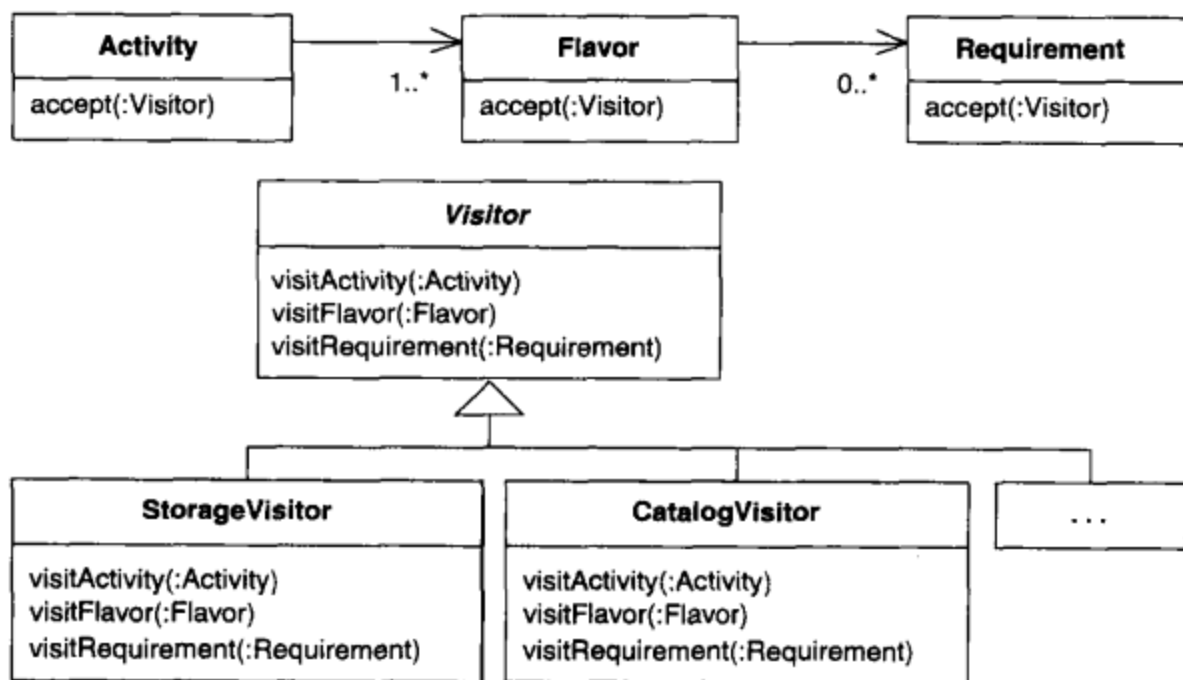 Activity
accept(:Visitor)
1..*
Flavor
accept(:Visitor)
0..*
Requirement
accept(:Visitor)
Visitor
visitActivity(:Activity)
visitFlavor(:Flavor)
visitRequirement(:Requirement)
StorageVisitor
visitActivity(:Activity)
visitFlavor(:Flavor)
visitRequirement(:Requirement)
CatalogVisitor
visitActivity(:Activity)
visitFlavor(:Flavor)
visitRequirement(:Requirement)
...